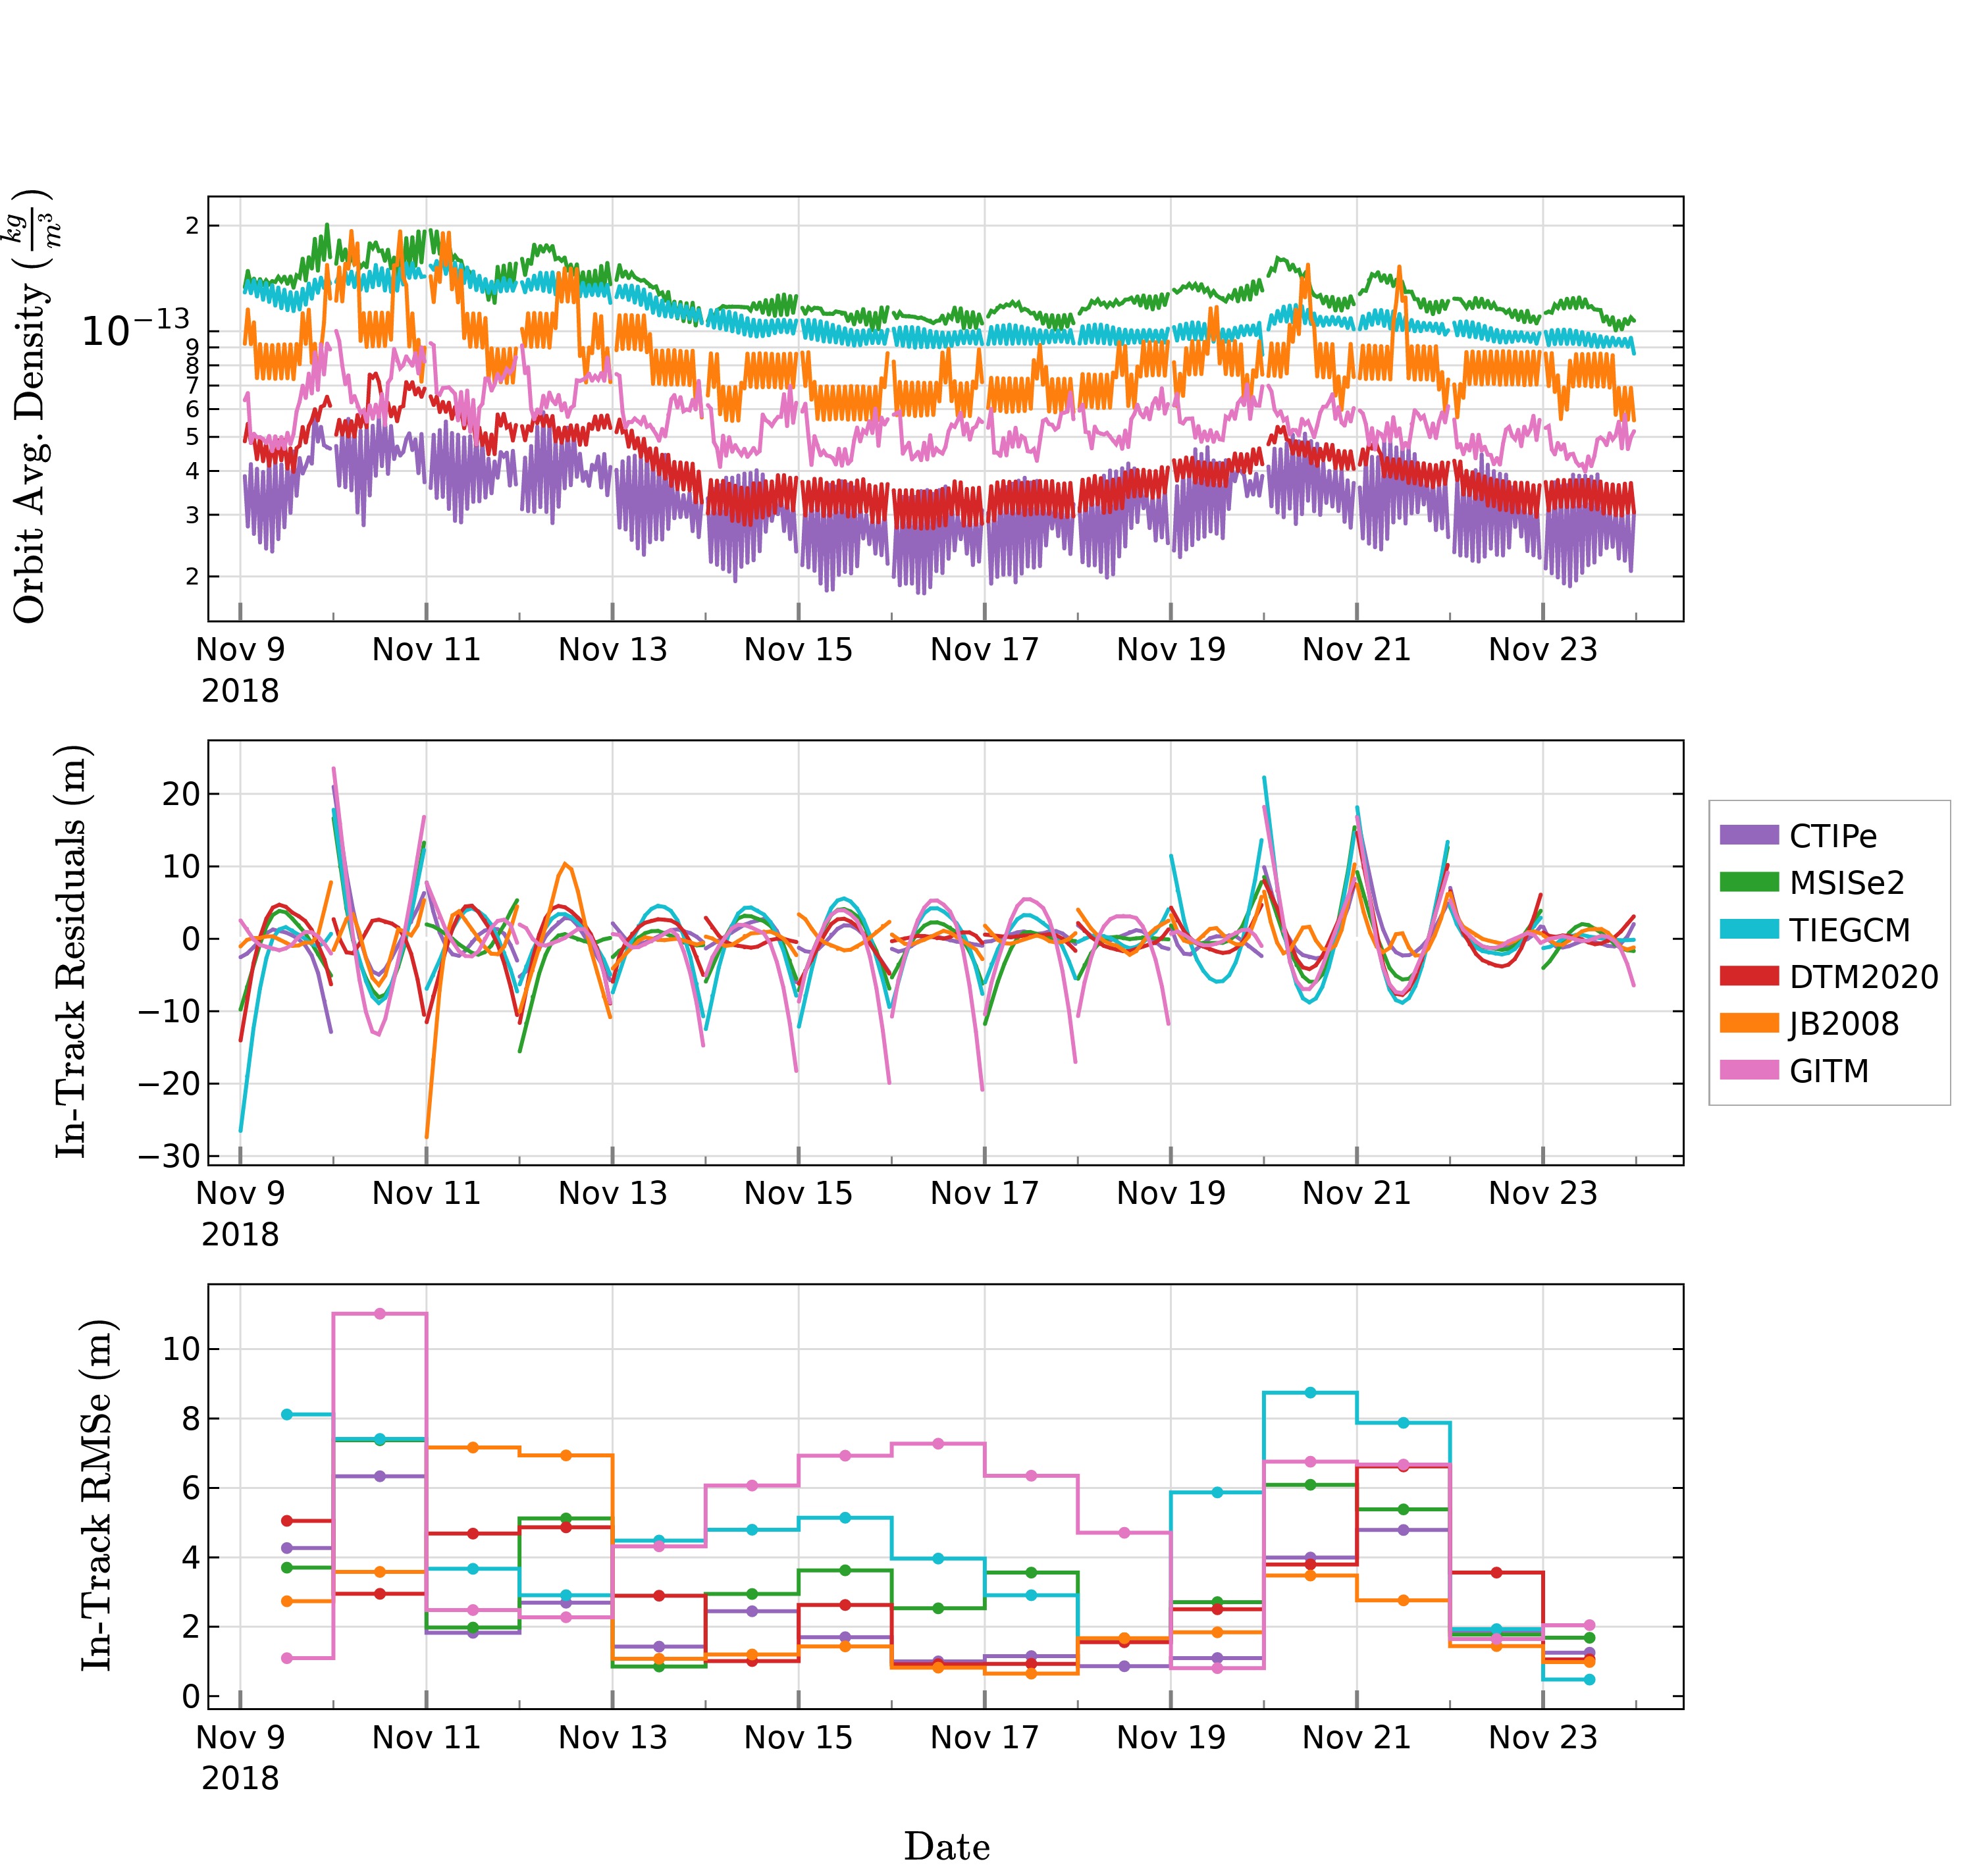 Orbit Avg. Density (kg/m³)
2
10⁻¹³
9
8
7
6
5
4
3
2
Nov 9 Nov 11 Nov 13 Nov 15 Nov 17 Nov 19 Nov 21 Nov 23
2018
In-Track Residuals (m)
20
10
0
−10
−20
−30
Nov 9 Nov 11 Nov 13 Nov 15 Nov 17 Nov 19 Nov 21 Nov 23
2018
CTIPe
MSISe2
TIEGCM
DTM2020
JB2008
GITM
In-Track RMSe (m)
10
8
6
4
2
0
Nov 9 Nov 11 Nov 13 Nov 15 Nov 17 Nov 19 Nov 21 Nov 23
2018
Date